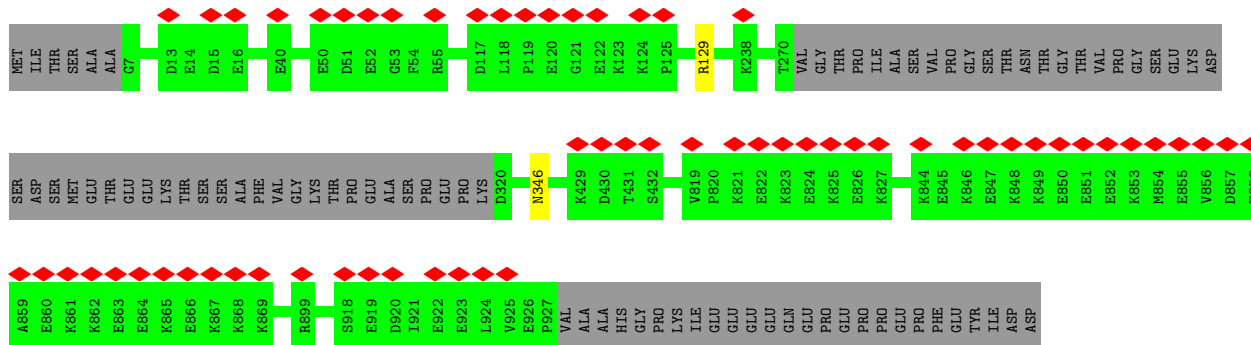 MET ILE THR SER ALA ALA G7 D13 E14 D15 E16 E40 E50 D51 E52 G53 F54 R55 D117 L118 P119 E120 G121 E122 K123 K124 P125 R129 K238 T270 VAL GLY THR PRO ILE ALA SER VAL PRO GLY SER THR ASN THR GLY THR VAL PRO GLY SER GLU LYS ASP
SER ASP SER MET GLU THR GLU GLU LYS THR SER SER ALA PHE VAL GLY LYS THR PRO GLU ALA SER PRO GLU PRO LYS D320 N346 K429 D430 T431 S432 V819 P820 K821 E822 K823 E824 K825 E826 K827 K844 E845 K846 E847 K848 K849 E850 E851 E852 K853 M854 E855 V856 D857
A859 E860 K861 K862 E863 E864 K865 E866 K867 K868 K869 R899 S918 E919 D920 I921 E922 E923 L924 V925 E926 P927 VAL ALA ALA HIS GLY PRO LYS ILE GLU GLU GLU GLU GLN GLU PRO GLU PRO PRO GLU PRO PHE GLU TYR ILE ASP ASP